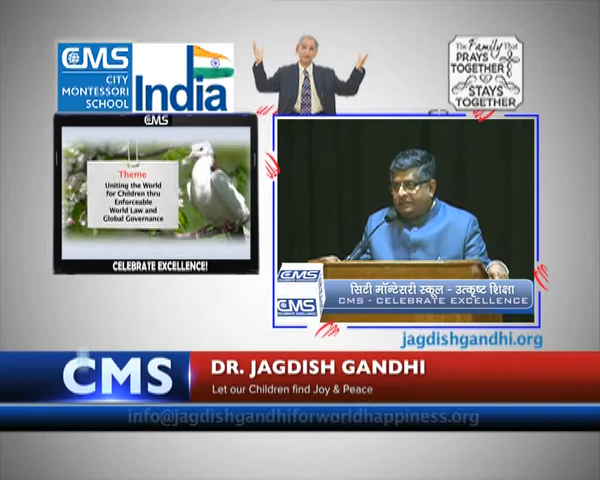 CMS
CITY
MONTESSORI
SCHOOL
India
The Family That
PRAYS
TOGETHER
STAYS
TOGETHER
CMS
Theme
Uniting the World
for Children thru
Enforceable
World Law and
Global Governance
CELEBRATE EXCELLENCE!
CMS
CMS
सिटी मॉन्टेसरी स्कूल - उत्कृष्ट शिक्षा
CMS - CELEBRATE EXCELLENCE
jagdishgandhi.org
CMS
DR. JAGDISH GANDHI
Let our Children find Joy & Peace
info@jagdishgandhiforworldhappiness.org